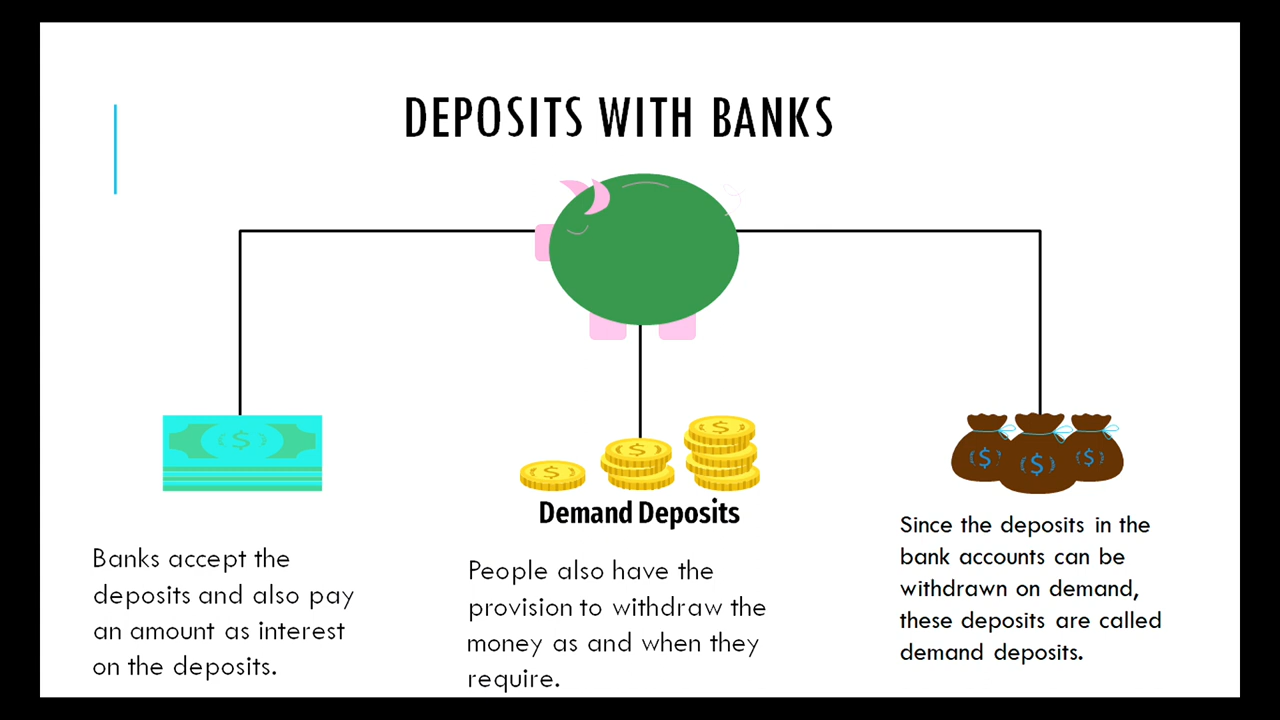 DEPOSITS WITH BANKS
Banks accept the
deposits and also pay
an amount as interest
on the deposits.
Demand Deposits
People also have the
provision to withdraw the
money as and when they
require.
Since the deposits in the
bank accounts can be
withdrawn on demand,
these deposits are called
demand deposits.